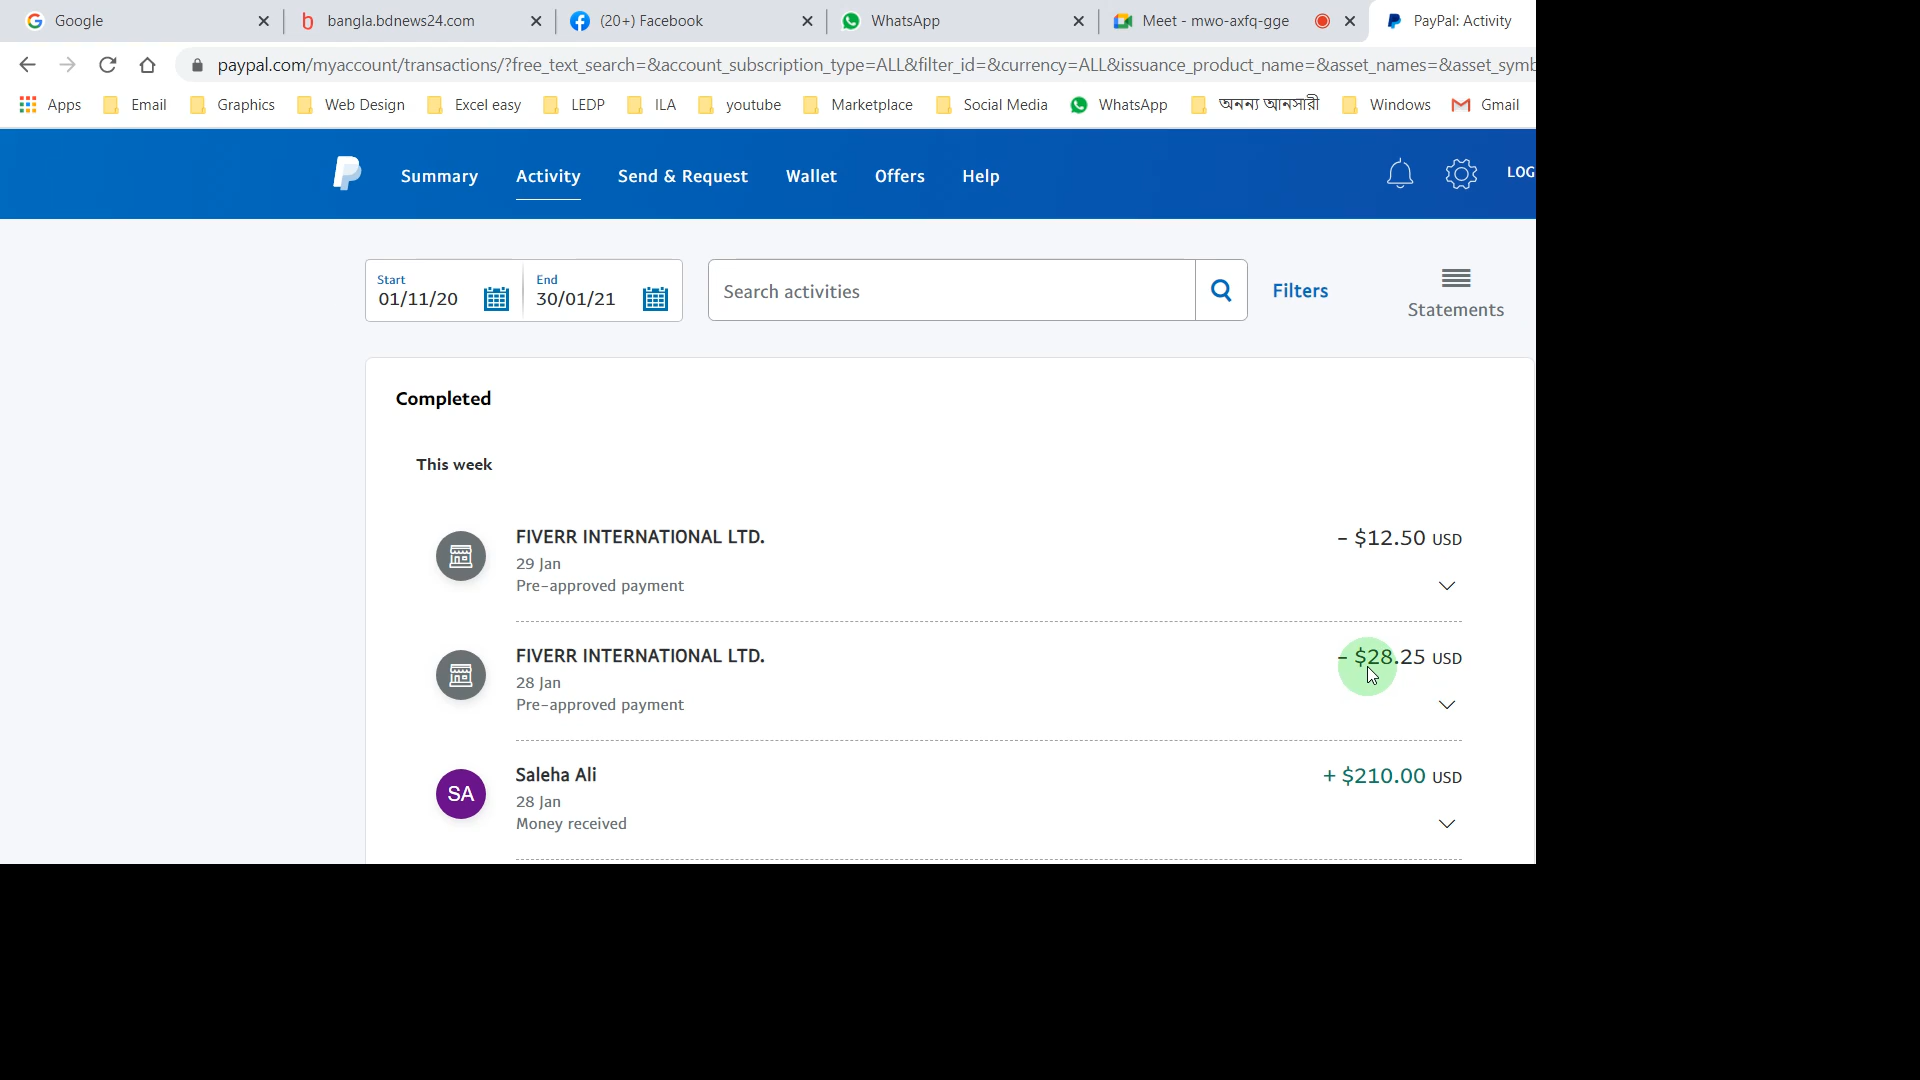 Google
bangla.bdnews24.com
(20+) Facebook
WhatsApp
Meet - mwo-axfq-gge
PayPal: Activity
paypal.com/myaccount/transactions/?free_text_search=&account_subscription_type=ALL&filter_id=&currency=ALL&issuance_product_name=&asset_names=&asset_symb
Apps
Email
Graphics
Web Design
Excel easy
LEDP
ILA
youtube
Marketplace
Social Media
WhatsApp
অনন্য আনসারী
Windows
Gmail
Summary
Activity
Send & Request
Wallet
Offers
Help
LOG
Start
01/11/20
End
30/01/21
Search activities
Filters
Statements
Completed
This week
FIVERR INTERNATIONAL LTD.
- $12.50 USD
29 Jan
Pre-approved payment
FIVERR INTERNATIONAL LTD.
- $28.25 USD
28 Jan
Pre-approved payment
SA
Saleha Ali
+ $210.00 USD
28 Jan
Money received